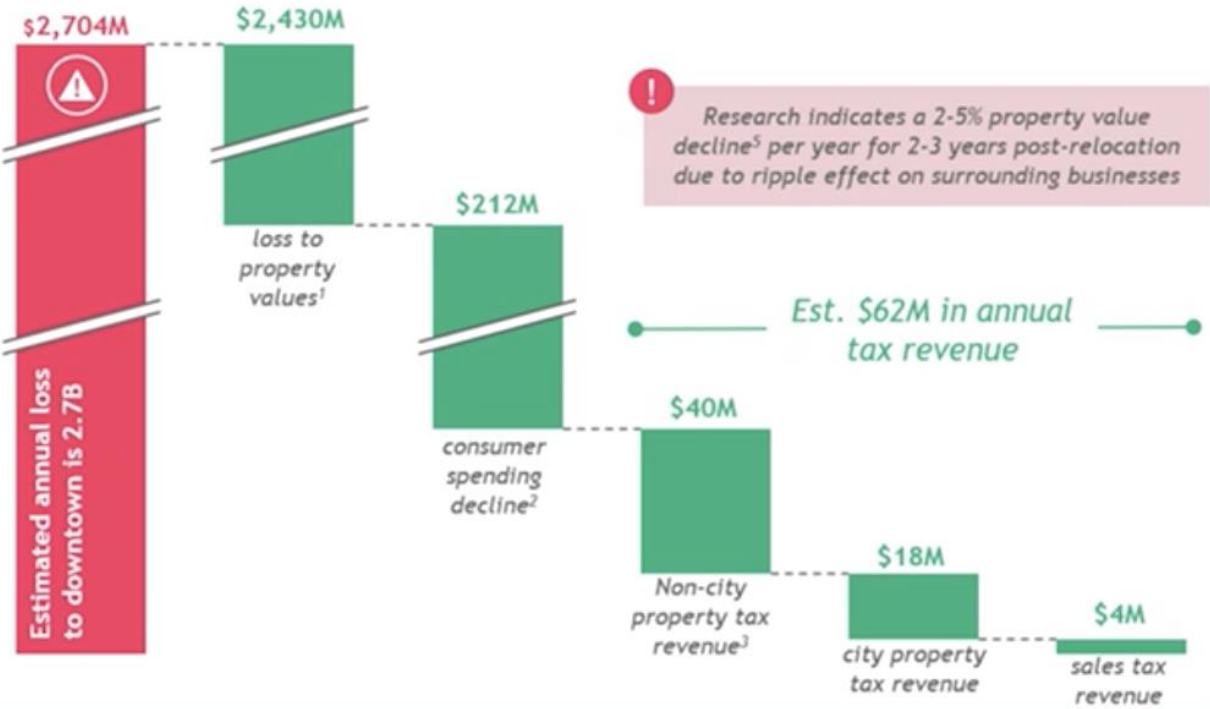 $2,704M
$2,430M
!
!
Research indicates a 2-5% property value
decline⁵ per year for 2-3 years post-relocation
due to ripple effect on surrounding businesses
$212M
loss to
property
values¹
Est. $62M in annual
tax revenue
Estimated annual loss
to downtown is 2.7B
$40M
consumer
spending
decline²
$18M
Non-city
property tax
revenue³
$4M
city property
tax revenue
sales tax
revenue